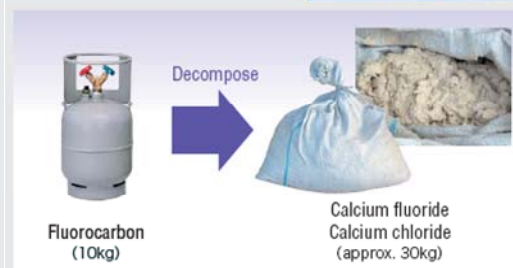 Decompose
Fluorocarbon
(10kg)
Calcium fluoride
Calcium chloride
(approx. 30kg)